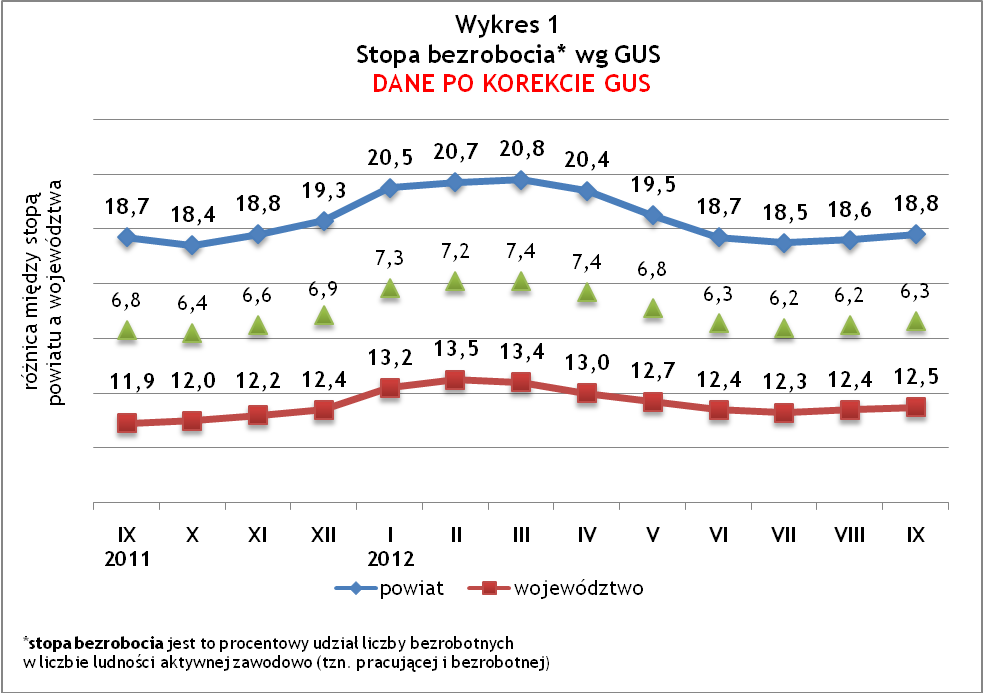 Wykres 1
Stopa bezrobocia* wg GUS
DANE PO KOREKCIE GUS
różnica między stopą
powiatu a województwa
18,7 18,4 18,8 19,3 20,5 20,7 20,8 20,4 19,5 18,7 18,5 18,6 18,8
6,8 6,4 6,6 6,9 7,3 7,2 7,4 7,4 6,8 6,3 6,2 6,2 6,3
11,9 12,0 12,2 12,4 13,2 13,5 13,4 13,0 12,7 12,4 12,3 12,4 12,5
IX X XI XII I II III IV V VI VII VIII IX
2011 2012
powiat województwo
*stopa bezrobocia jest to procentowy udział liczby bezrobotnych
w liczbie ludności aktywnej zawodowo (tzn. pracującej i bezrobotnej)